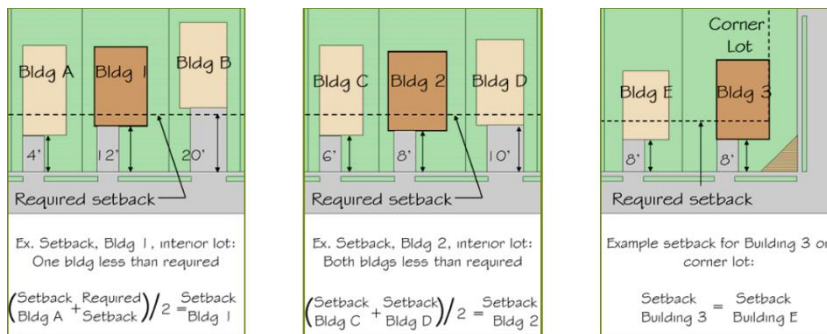 Bldg A
Bldg 1
Bldg B
4'
12'
20'
Required setback
Ex. Setback, Bldg 1, interior lot:
One bldg less than required
(Setback Bldg A + Required Setback)/2 = Setback Bldg 1
Bldg C
Bldg 2
Bldg D
6'
8'
10'
Required setback
Ex. Setback, Bldg 2, interior lot:
Both bldgs less than required
(Setback Bldg C + Setback Bldg D)/2 = Setback Bldg 2
Corner
Lot
Bldg E
Bldg 3
8'
8'
Required setback
Example setback for Building 3 on
corner lot:
Setback Building 3 = Setback Building E